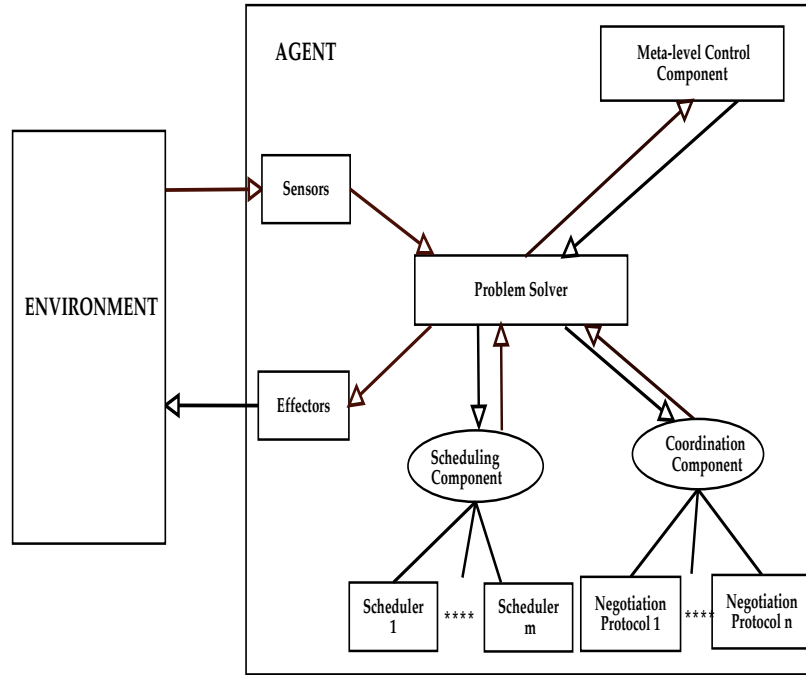 AGENT
Meta-level Control
Component
Sensors
Problem Solver
ENVIRONMENT
Effectors
Scheduling
Component
Coordination
Component
Scheduler
1
****
Scheduler
m
Negotiation
Protocol 1
****
Negotiation
Protocol n